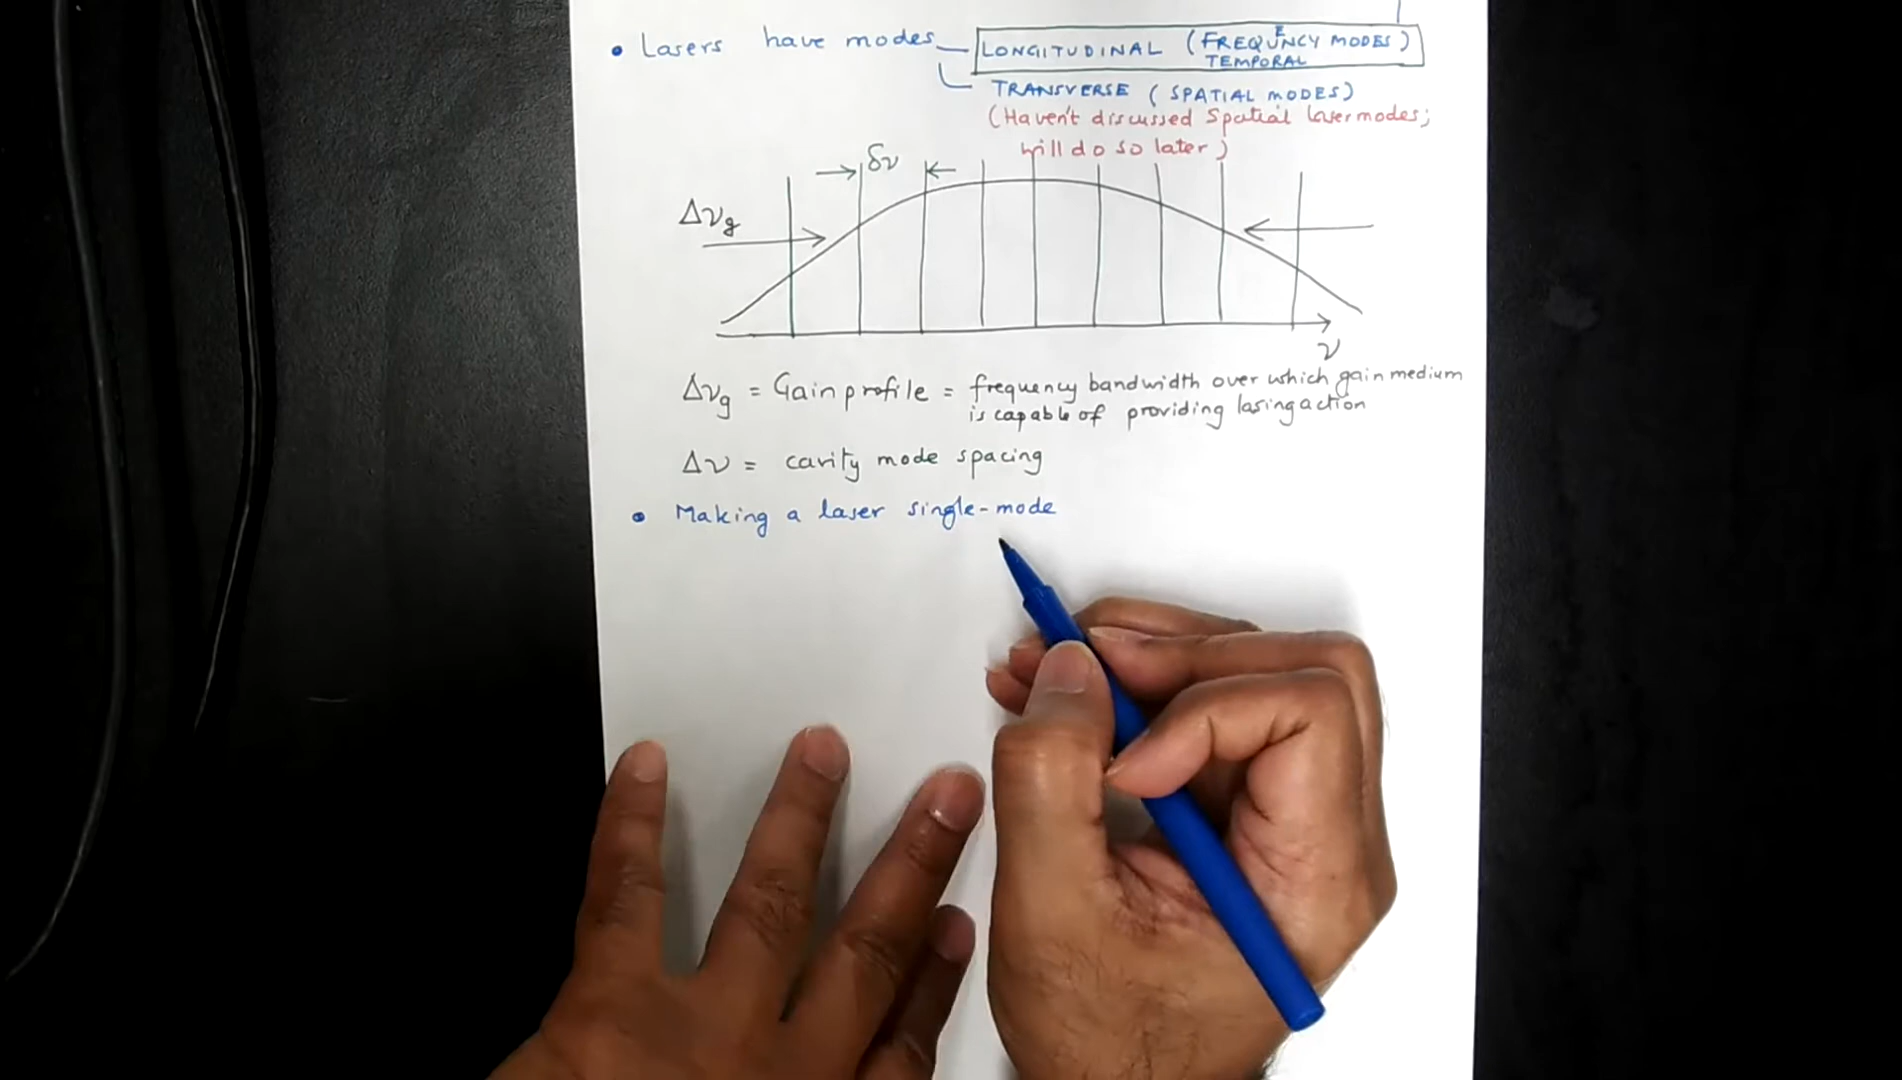 • Lasers have modes LONGITUDINAL (FREQUENCY MODES)
TEMPORAL
TRANSVERSE (SPATIAL MODES)
(Haven't discussed Spatial laser modes;
will do so later)
δν
Δνg
ν
Δνg = Gain profile = frequency bandwidth over which gain medium
is capable of providing lasing action
Δν = cavity mode spacing
• Making a laser single-mode